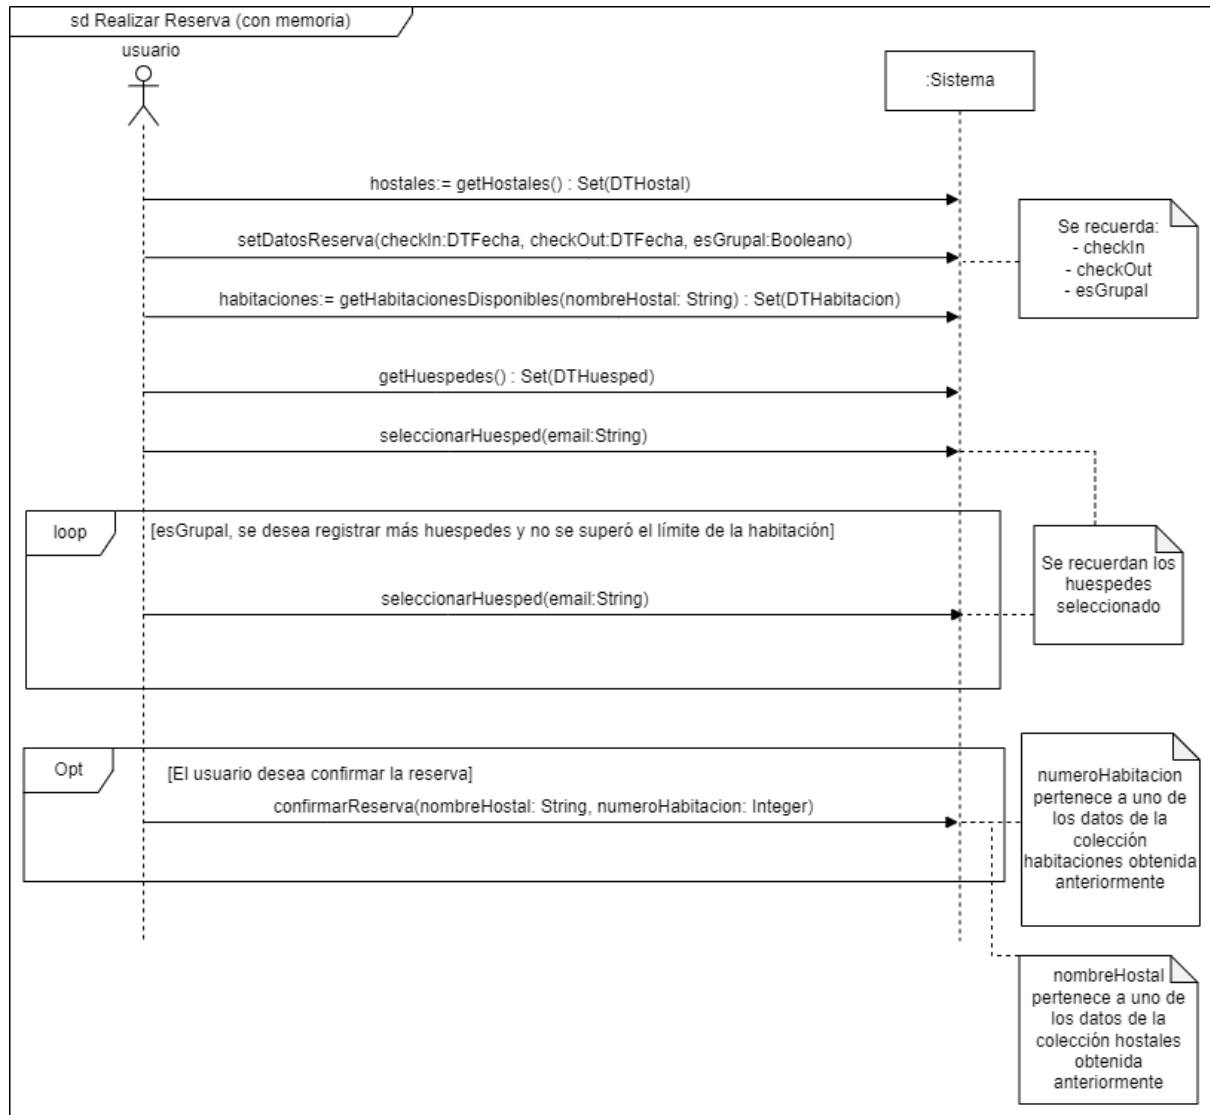 sd Realizar Reserva (con memoria)
usuario
:Sistema
hostales:= getHostales() : Set(DTHostal)
setDatosReserva(checkIn:DTFecha, checkOut:DTFecha, esGrupal:Booleano)
Se recuerda:
- checkIn
- checkOut
- esGrupal
habitaciones:= getHabitacionesDisponibles(nombreHostal: String) : Set(DTHabitacion)
getHuespedes() : Set(DTHuesped)
seleccionarHuesped(email:String)
loop
[esGrupal, se desea registrar más huespedes y no se superó el límite de la habitación]
seleccionarHuesped(email:String)
Se recuerdan los
huespedes
seleccionado
Opt
[El usuario desea confirmar la reserva]
confirmarReserva(nombreHostal: String, numeroHabitacion: Integer)
numeroHabitacion
pertenece a uno de
los datos de la
colección
habitaciones obtenida
anteriormente
nombreHostal
pertenece a uno de
los datos de la
colección hostales
obtenida
anteriormente